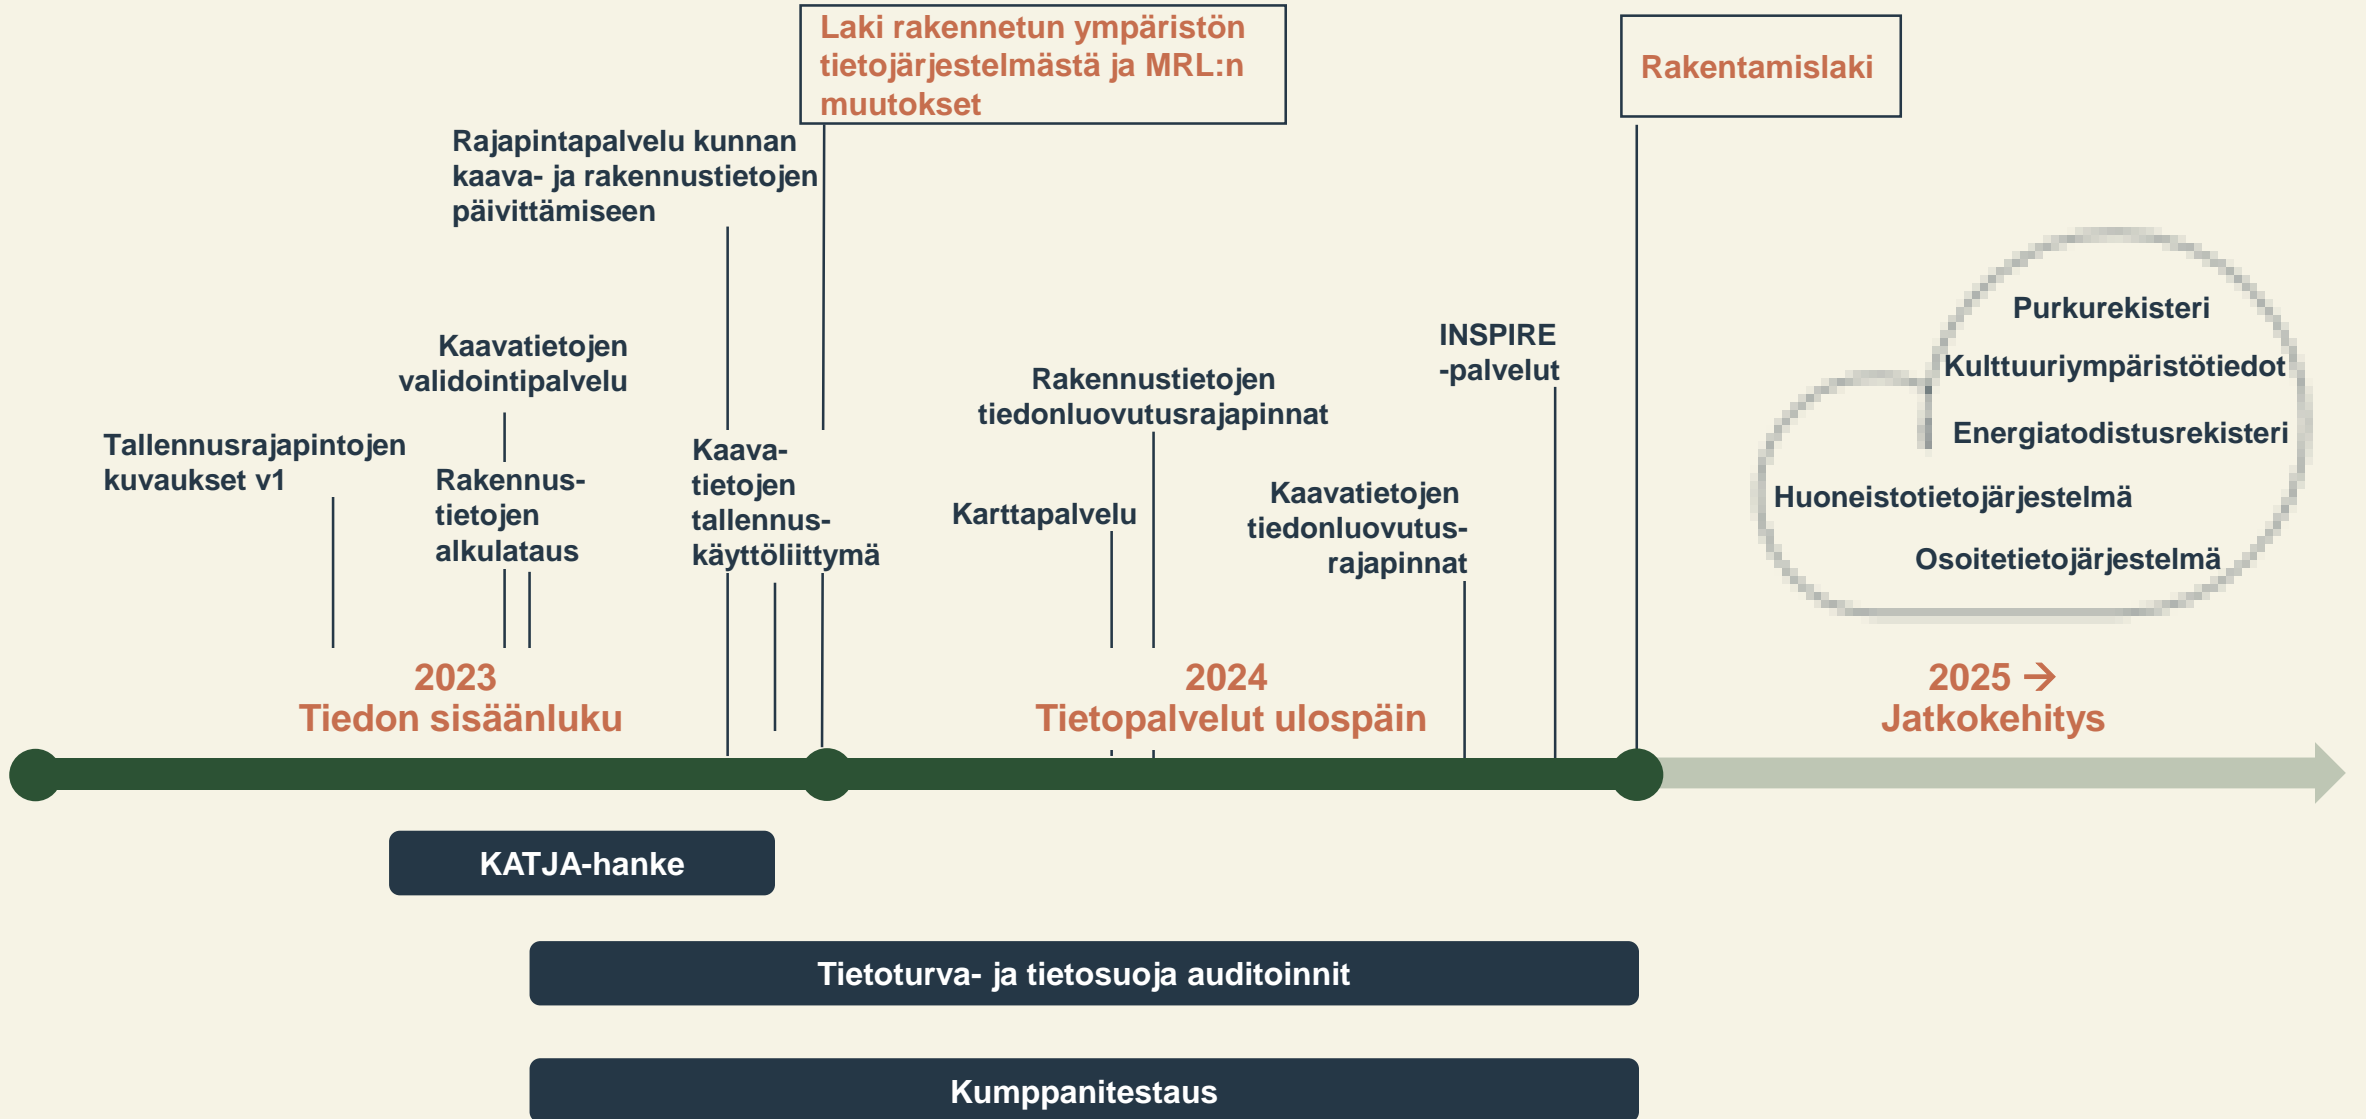 Laki rakennetun ympäristön
tietojärjestelmästä ja MRL:n
muutokset
Rakentamislaki
Rajapintapalvelu kunnan
kaava- ja rakennustietojen
päivittämiseen
Kaavatietojen
validointipalvelu
Tallennusrajapintojen
kuvaukset v1
Rakennus-
tietojen
alkulataus
Kaava-
tietojen
tallennus-
käyttöliittymä
Rakennustietojen
tiedonluovutusrajapinnat
Karttapalvelu
Kaavatietojen
tiedonluovutus-
rajapinnat
INSPIRE
-palvelut
Purkurekisteri
Kulttuuriympäristötiedot
Energiatodistusrekisteri
Huoneistotietojärjestelmä
Osoitetietojärjestelmä
2023
Tiedon sisäänluku
2024
Tietopalvelut ulospäin
2025 →
Jatkokehitys
KATJA-hanke
Tietoturva- ja tietosuoja auditoinnit
Kumppanitestaus